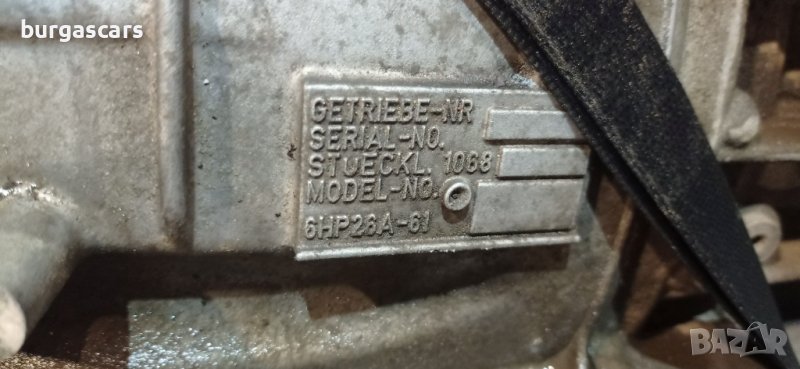 burgascars
GETRIEBE-NR
SERIAL-NO.
STUECKL. 1068
MODEL-NO.
6HP26A-61
BAZAR